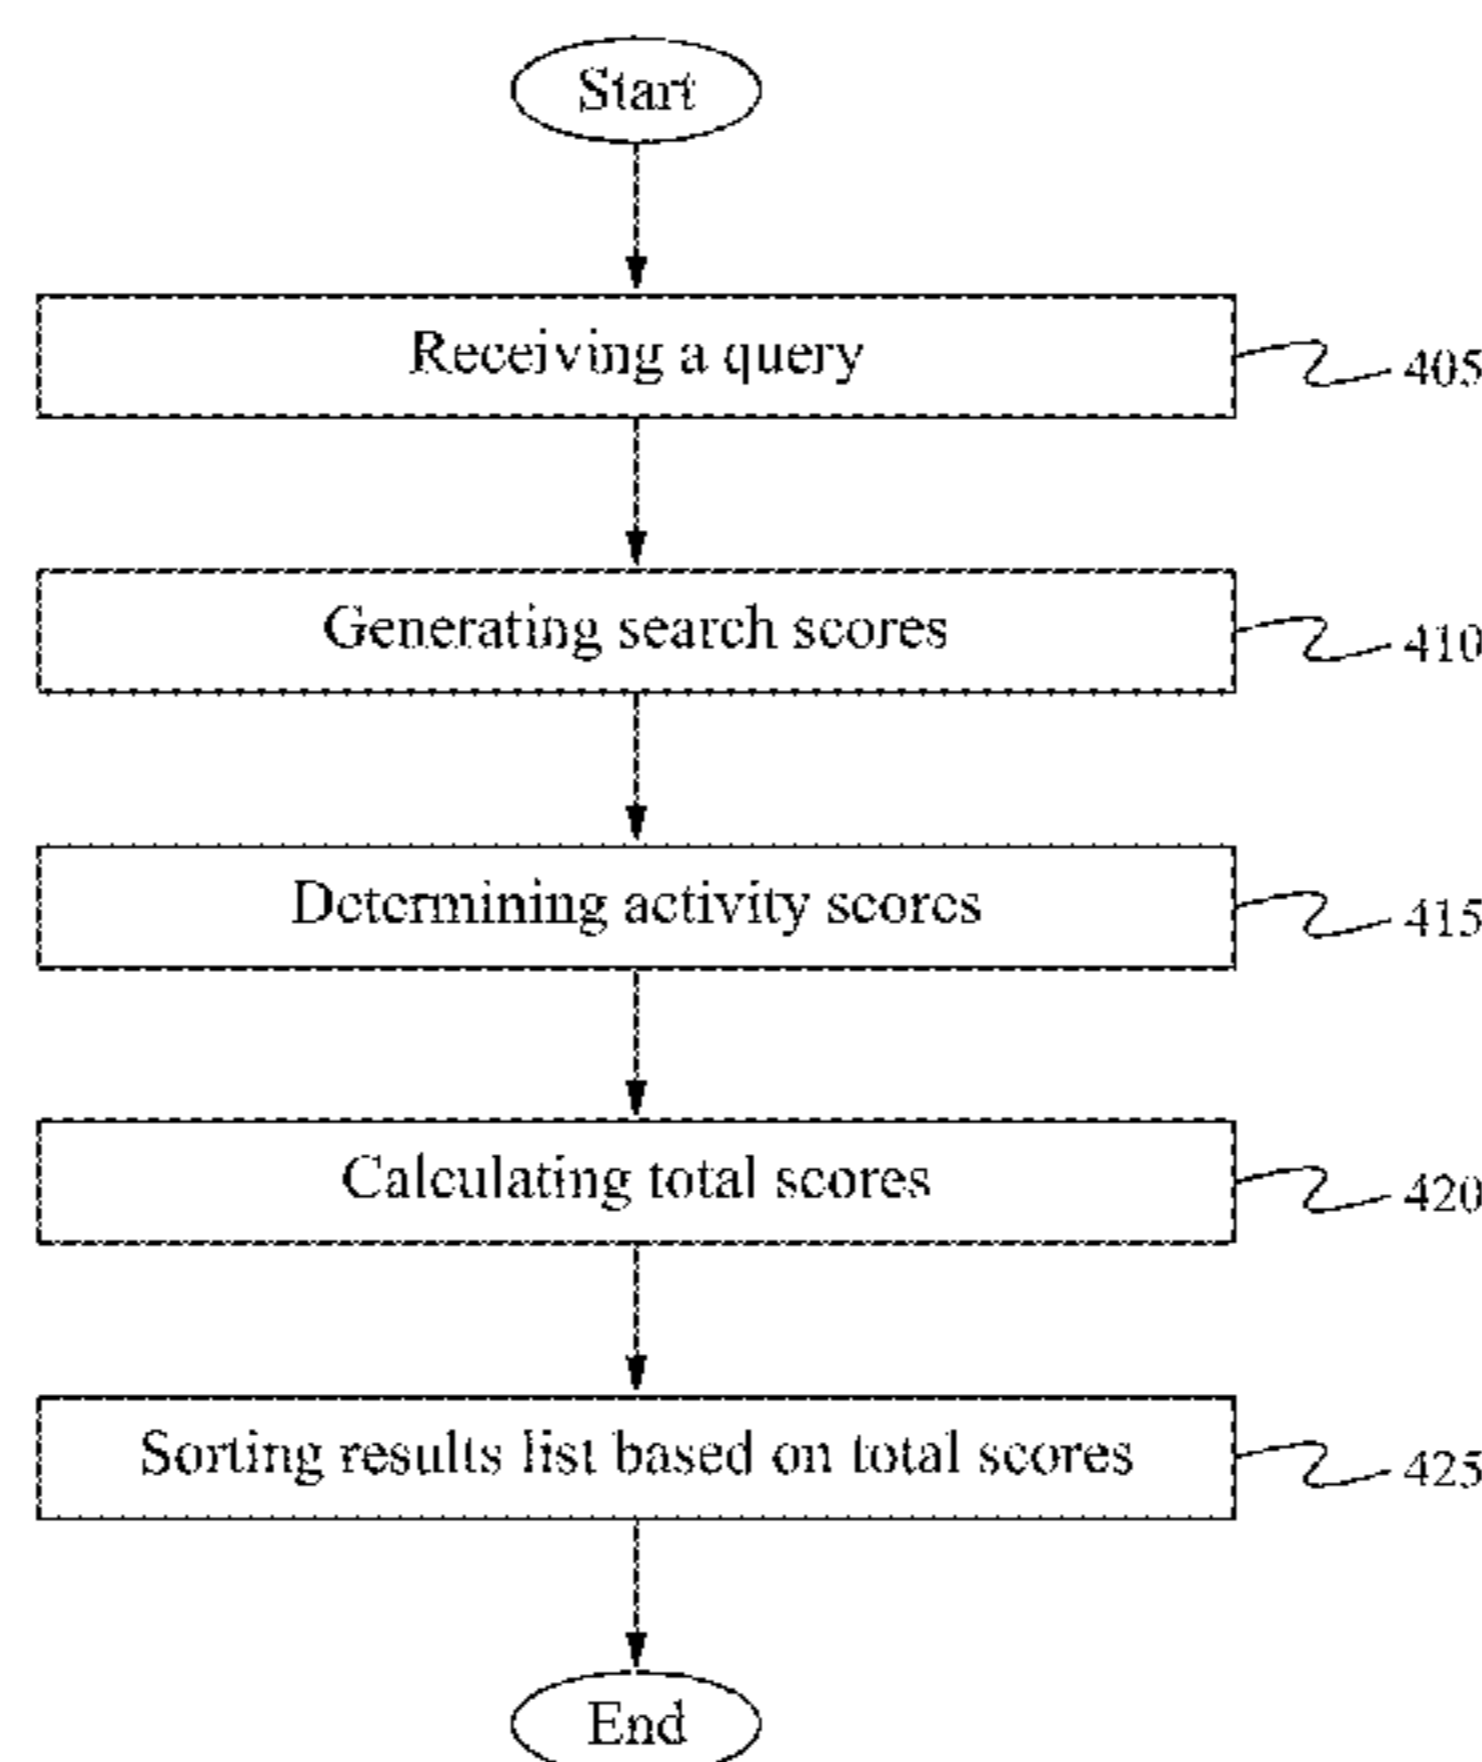 Start
Receiving a query
405
Generating search scores
410
Determining activity scores
415
Calculating total scores
420
Sorting results list based on total scores
425
End